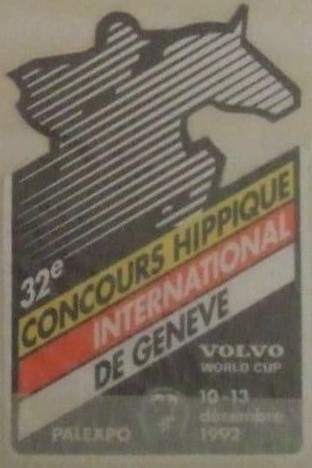 32e
CONCOURS HIPPIQUE
INTERNATIONAL
DE GENEVE
VOLVO
WORLD CUP
10-13
décembre
1992
PALEXPO